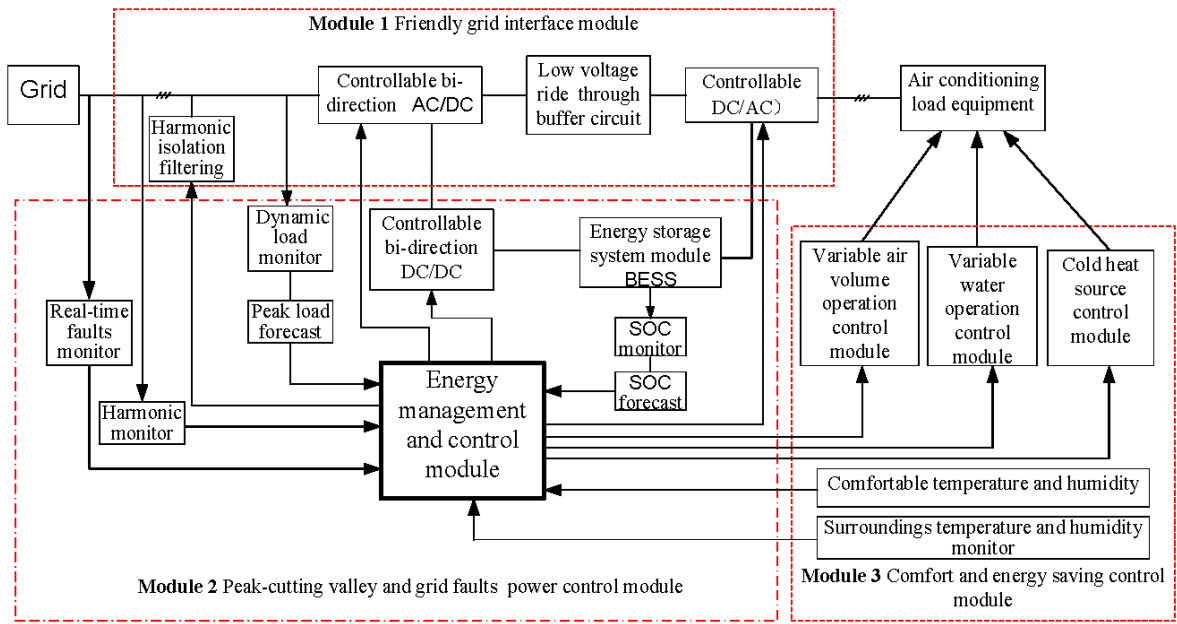 Module 1 Friendly grid interface module
Grid
Controllable bi-
direction AC/DC
Low voltage
ride through
buffer circuit
Controllable
DC/AC）
Air conditioning
load equipment
Harmonic
isolation
filtering
Dynamic
load
monitor
Controllable
bi-direction
DC/DC
Energy storage
system module
BESS
Variable air
volume
operation
control
module
Variable
water
operation
control
module
Cold heat
source
control
module
Real-time
faults
monitor
Peak load
forecast
SOC
monitor
SOC
forecast
Harmonic
monitor
Energy
management
and control
module
Comfortable temperature and humidity
Surroundings temperature and humidity
monitor
Module 2 Peak-cutting valley and grid faults power control module
Module 3 Comfort and energy saving control
module